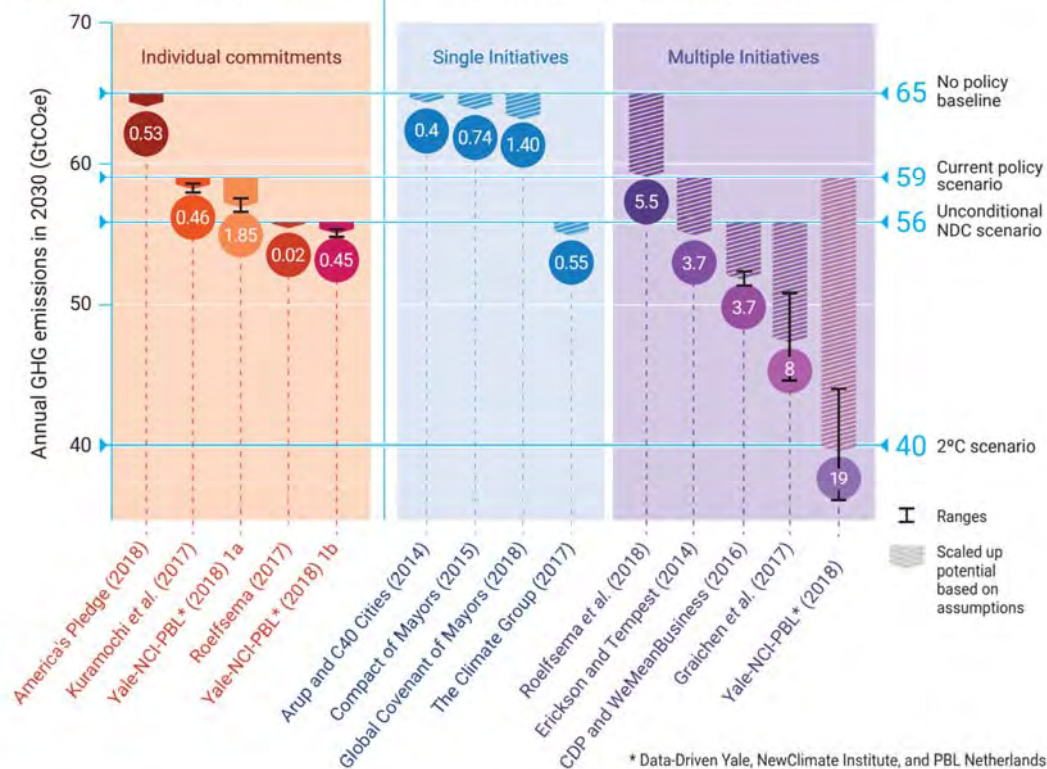 70
60
50
40
Annual GHG emissions in 2030 (GtCO₂e)
Individual commitments
Single Initiatives
Multiple Initiatives
65 No policy
baseline
59 Current policy
scenario
56 Unconditional
NDC scenario
40 2ºC scenario
0.53
0.46
1.85
0.02
0.45
0.4
0.74
1.40
0.55
5.5
3.7
3.7
8
19
Ranges
Scaled up
potential
based on
assumptions
America's Pledge (2018)
Kuramochi et al. (2017)
Yale-NCI-PBL* (2018) 1a
Roelfsema (2017)
Yale-NCI-PBL* (2018) 1b
Arup and C40 Cities (2014)
Compact of Mayors (2015)
Global Covenant of Mayors (2018)
The Climate Group (2017)
Roelfsema et al. (2018)
Erickson and Tempest (2014)
CDP and WeMeanBusiness (2016)
Graichen et al. (2017)
Yale-NCI-PBL* (2018)
* Data-Driven Yale, NewClimate Institute, and PBL Netherlands